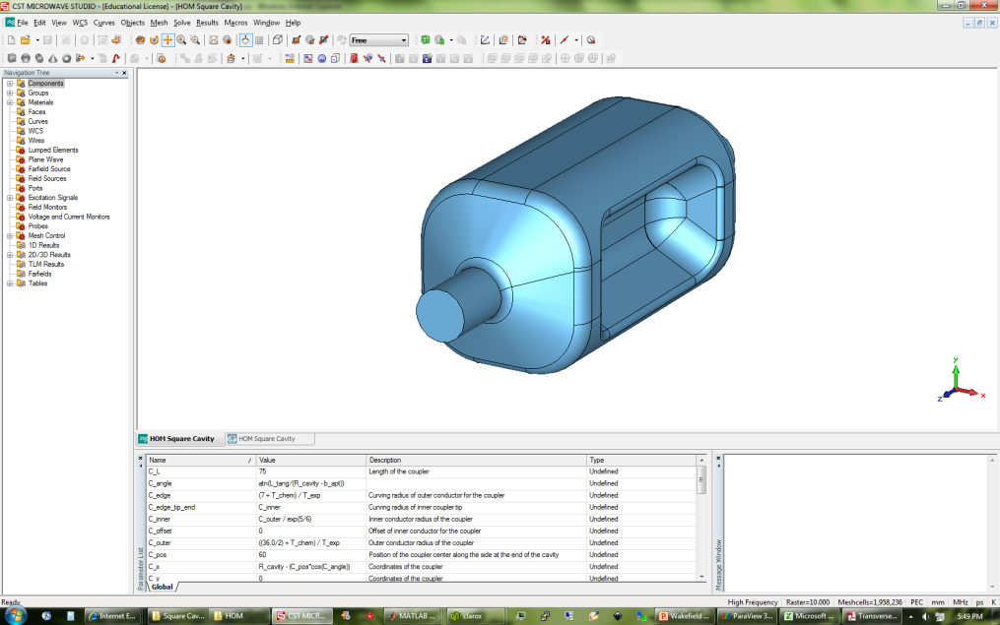 CST MICROWAVE STUDIO - [Educational License] - [HOM Square Cavity]
File Edit View WCS Curves Objects Mesh Solve Results Macros Window Help
Free
Navigation Tree
Components
Groups
Materials
Faces
Curves
WCS
Wires
Lumped Elements
Plane Wave
Farfield Source
Field Sources
Ports
Excitation Signals
Field Monitors
Voltage and Current Monitors
Probes
Mesh Control
1D Results
2D/3D Results
TLM Results
Farfields
Tables
y
x
z
HOM Square Cavity HOM Square Cavity
Name / Value Description Type
C_L 75 Length of the coupler Undefined
C_angle atn(L_tang/(R_cavity - b_apt)) Undefined
C_edge (7 + T_chem) / T_exp Curving radius of outer conductor for the coupler Undefined
C_edge_tip_end C_inner Curving radius of inner coupler tip Undefined
C_inner C_outer / exp(5/6) Inner conductor radius of the coupler Undefined
C_offset 0 Offset of inner conductor for the coupler Undefined
C_outer ((36.0/2) + T_chem) / T_exp Outer conductor radius of the coupler Undefined
C_pos 60 Position of the coupler center along the side at the end of the cavity Undefined
C_x R_cavity - (C_pos*cos(C_angle)) Coordinates of the coupler Undefined
C_y 0 Coordinates of the coupler Undefined
Global
Parameter List
Message Window
Ready High Frequency Raster=10.000 Meshcells=1,958,236 PEC mm MHz ps K
Internet E... Square Cav... HOM CST MICR... MATLAB ... clarox Wakefield ... ParaView 3.... Microsoft ... Transverse... 5:49 PM